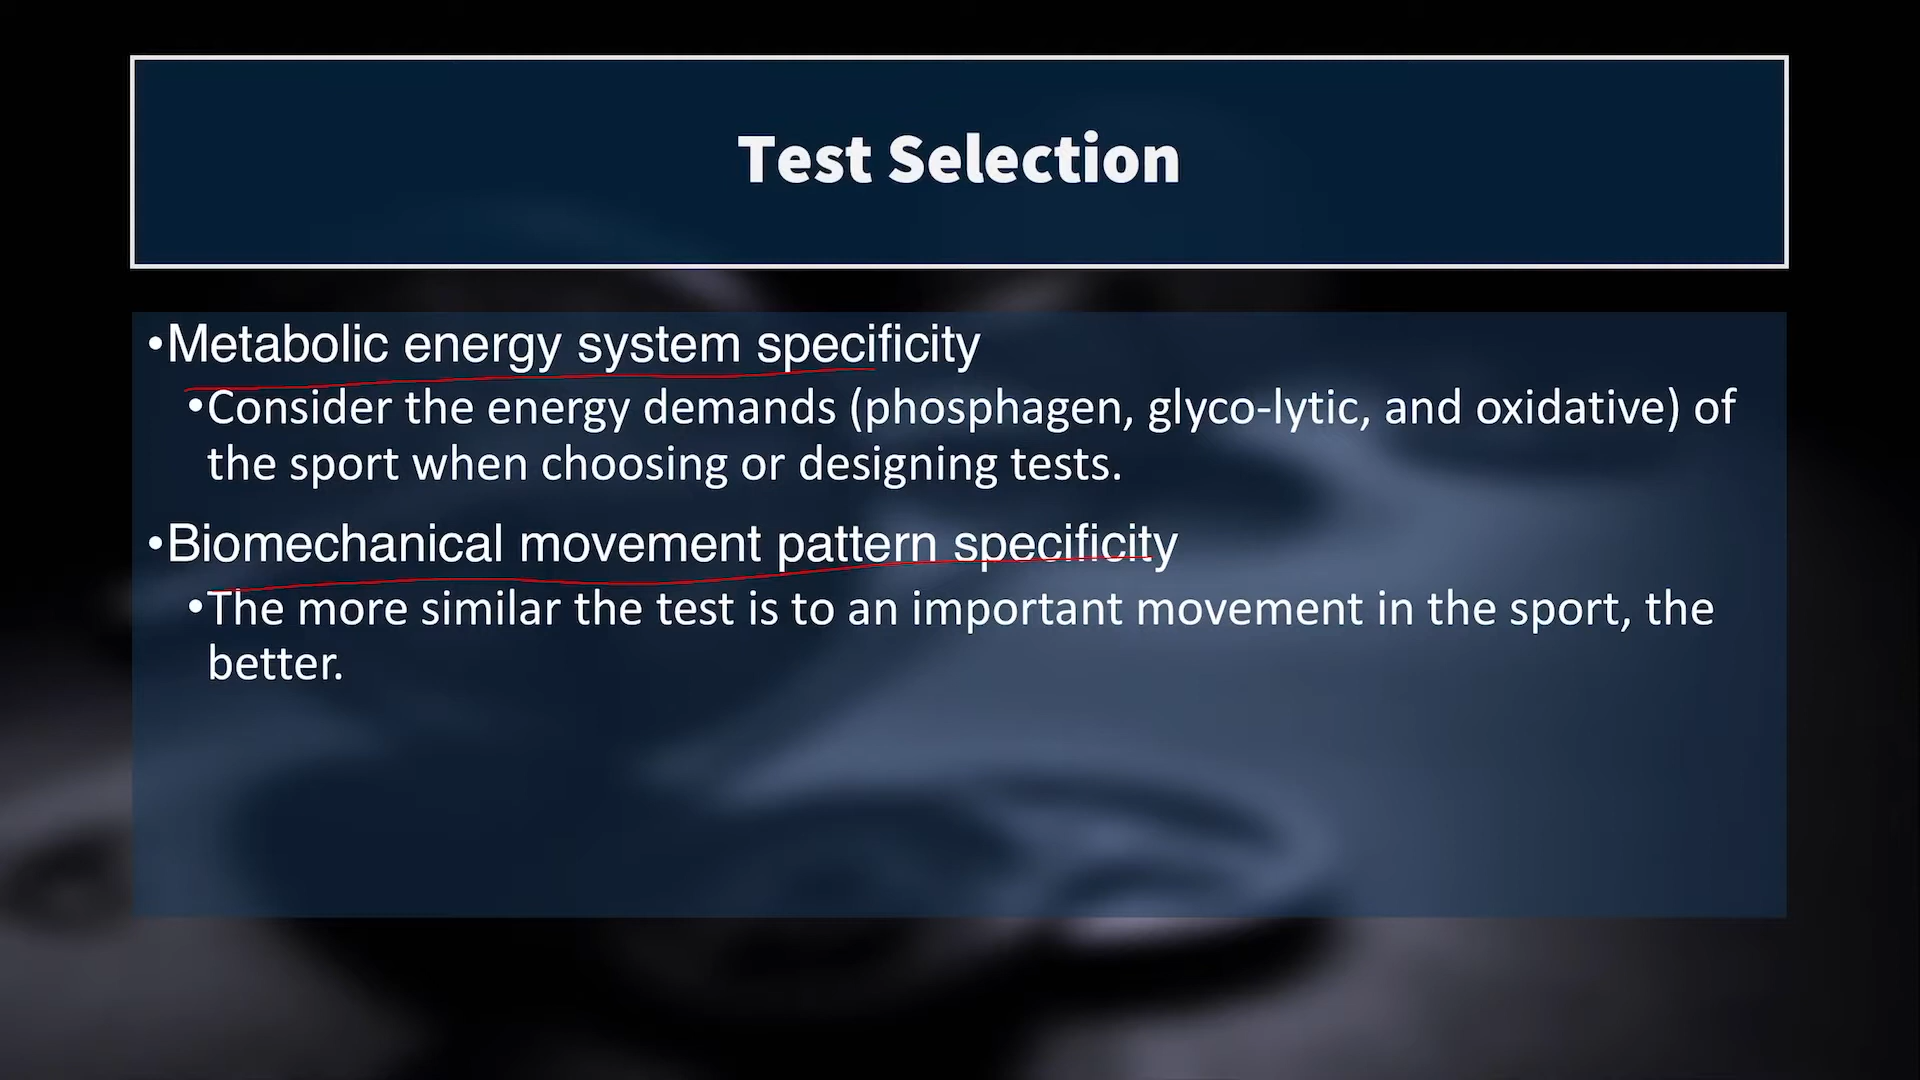 Test Selection
•Metabolic energy system specificity
•Consider the energy demands (phosphagen, glyco-lytic, and oxidative) of
the sport when choosing or designing tests.
•Biomechanical movement pattern specificity
•The more similar the test is to an important movement in the sport, the
better.